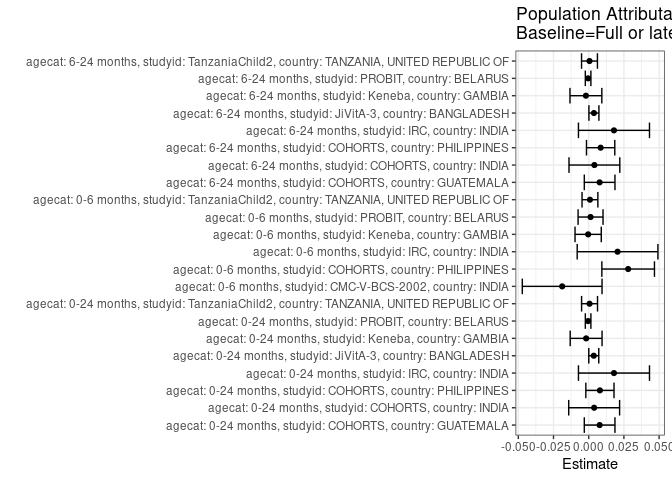 Population Attributa
Baseline=Full or late
agecat: 6-24 months, studyid: TanzaniaChild2, country: TANZANIA, UNITED REPUBLIC OF
agecat: 6-24 months, studyid: PROBIT, country: BELARUS
agecat: 6-24 months, studyid: Keneba, country: GAMBIA
agecat: 6-24 months, studyid: JiVitA-3, country: BANGLADESH
agecat: 6-24 months, studyid: IRC, country: INDIA
agecat: 6-24 months, studyid: COHORTS, country: PHILIPPINES
agecat: 6-24 months, studyid: COHORTS, country: INDIA
agecat: 6-24 months, studyid: COHORTS, country: GUATEMALA
agecat: 0-6 months, studyid: TanzaniaChild2, country: TANZANIA, UNITED REPUBLIC OF
agecat: 0-6 months, studyid: PROBIT, country: BELARUS
agecat: 0-6 months, studyid: Keneba, country: GAMBIA
agecat: 0-6 months, studyid: IRC, country: INDIA
agecat: 0-6 months, studyid: COHORTS, country: PHILIPPINES
agecat: 0-6 months, studyid: CMC-V-BCS-2002, country: INDIA
agecat: 0-24 months, studyid: TanzaniaChild2, country: TANZANIA, UNITED REPUBLIC OF
agecat: 0-24 months, studyid: PROBIT, country: BELARUS
agecat: 0-24 months, studyid: Keneba, country: GAMBIA
agecat: 0-24 months, studyid: JiVitA-3, country: BANGLADESH
agecat: 0-24 months, studyid: IRC, country: INDIA
agecat: 0-24 months, studyid: COHORTS, country: PHILIPPINES
agecat: 0-24 months, studyid: COHORTS, country: INDIA
agecat: 0-24 months, studyid: COHORTS, country: GUATEMALA
-0.050 -0.025 0.000 0.025 0.050
Estimate